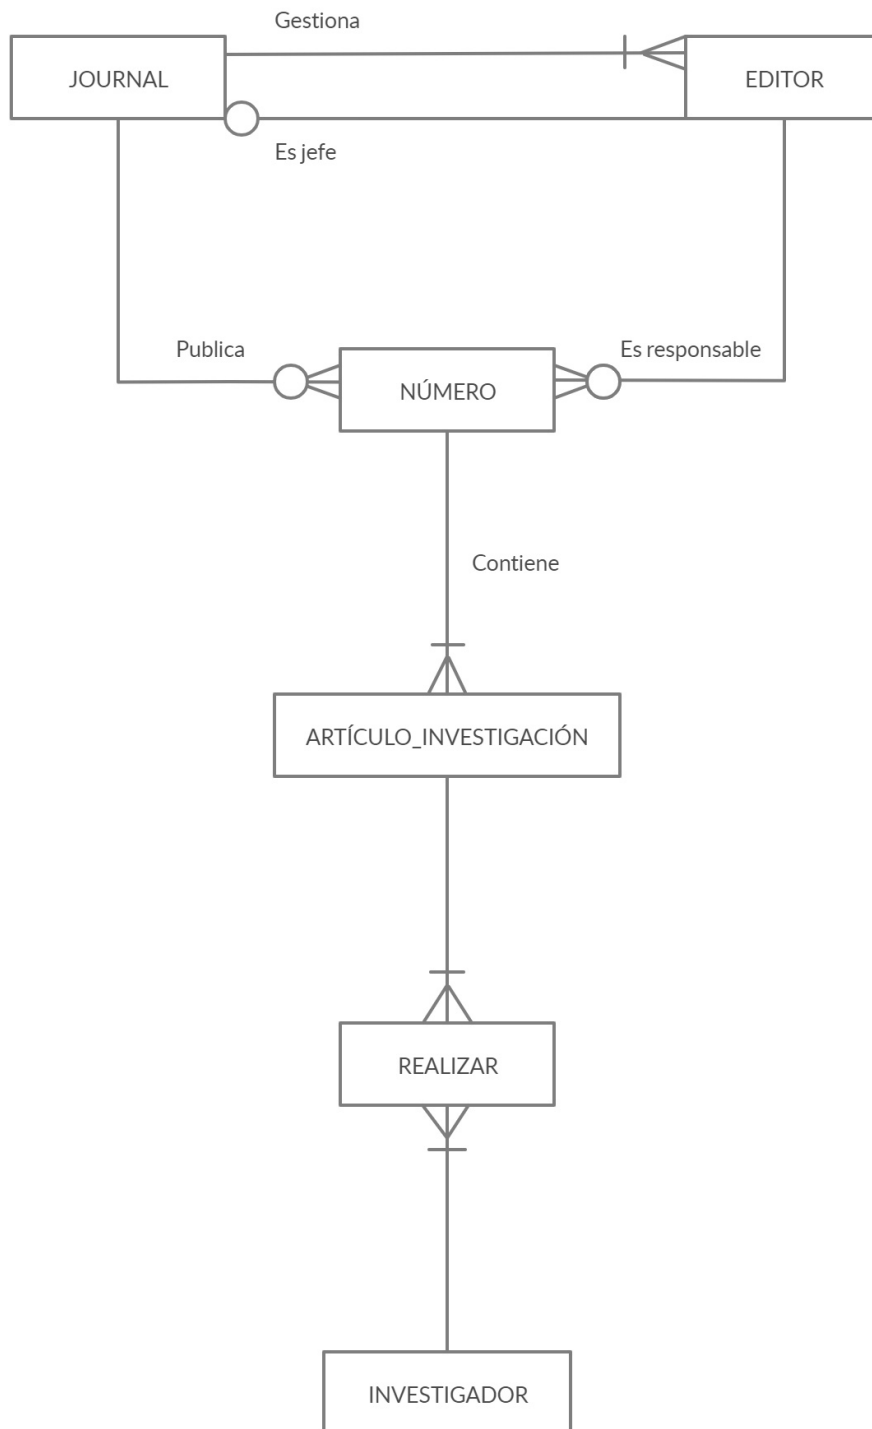 Gestiona
JOURNAL
EDITOR
Es jefe
Publica
Es responsable
NÚMERO
Contiene
ARTÍCULO_INVESTIGACIÓN
REALIZAR
INVESTIGADOR